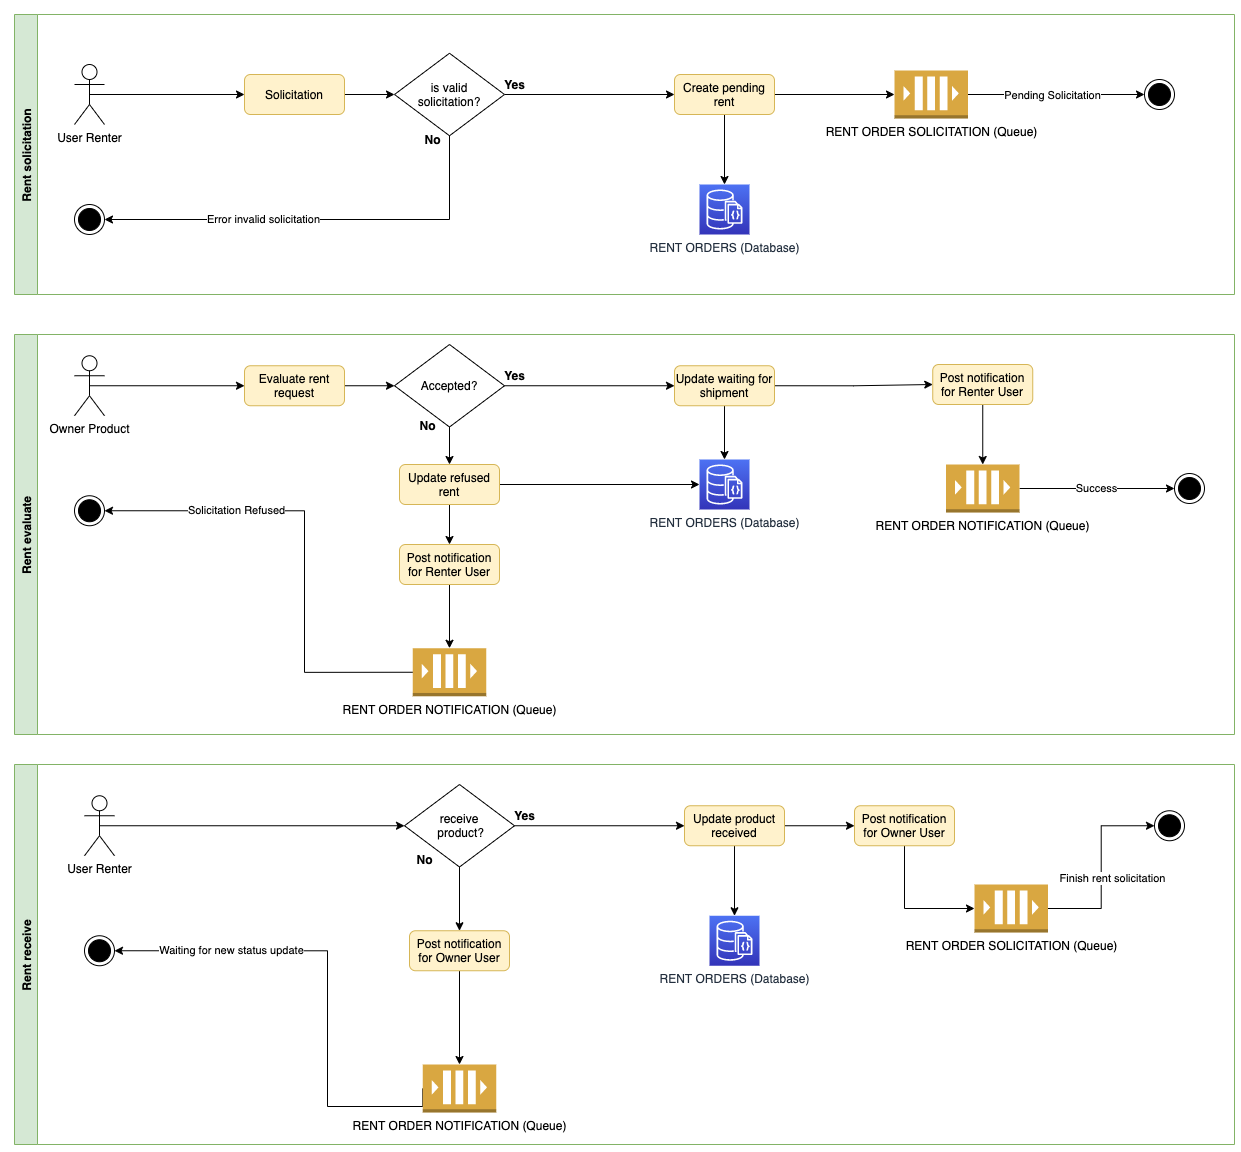 Rent solicitation
User Renter
Solicitation
is valid
solicitation?
Yes
No
Create pending
rent
RENT ORDER SOLICITATION (Queue)
Pending Solicitation
Error invalid solicitation
RENT ORDERS (Database)
Rent evaluate
Owner Product
Evaluate rent
request
Accepted?
Yes
No
Update waiting for
shipment
Post notification
for Renter User
Update refused
rent
RENT ORDERS (Database)
RENT ORDER NOTIFICATION (Queue)
Success
Solicitation Refused
Post notification
for Renter User
RENT ORDER NOTIFICATION (Queue)
Rent receive
User Renter
receive
product?
Yes
No
Update product
received
Post notification
for Owner User
Finish rent solicitation
RENT ORDER SOLICITATION (Queue)
RENT ORDERS (Database)
Waiting for new status update
Post notification
for Owner User
RENT ORDER NOTIFICATION (Queue)